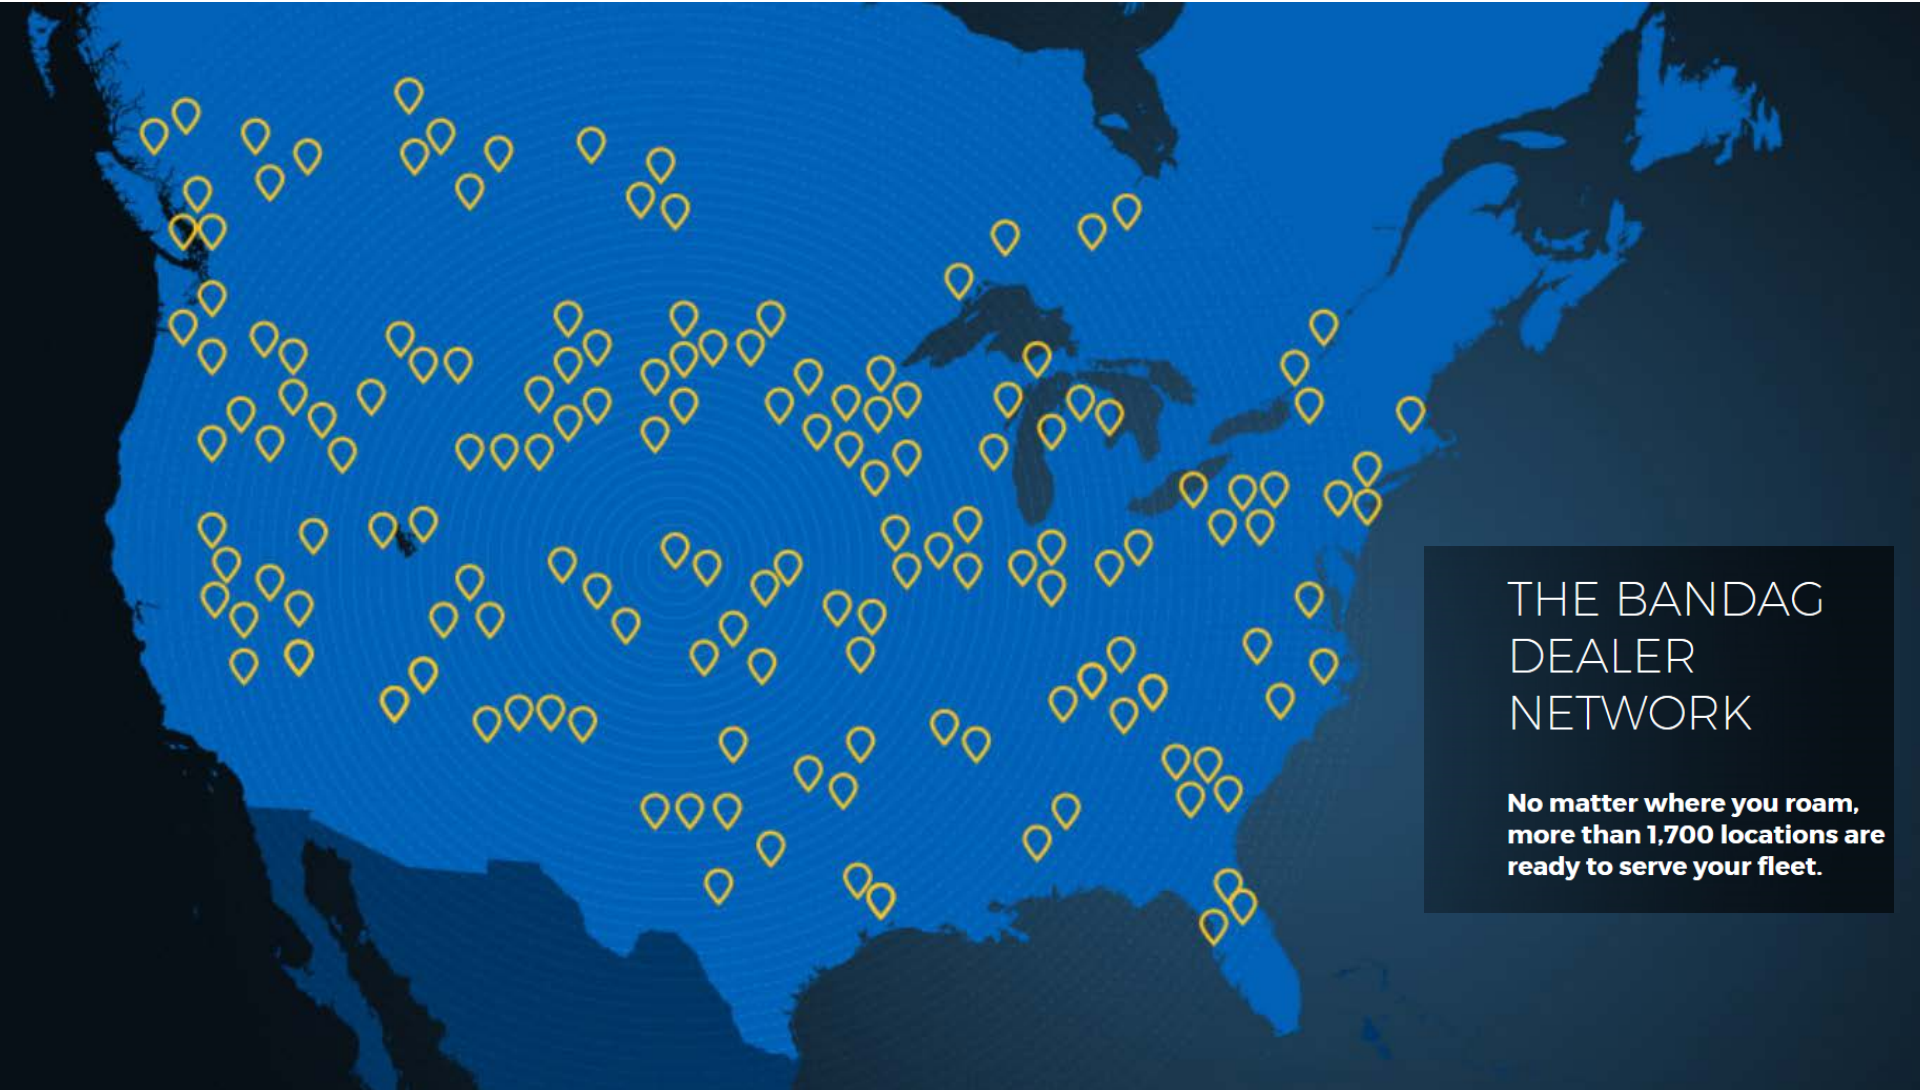 THE BANDAG
DEALER
NETWORK
No matter where you roam,
more than 1,700 locations are
ready to serve your fleet.